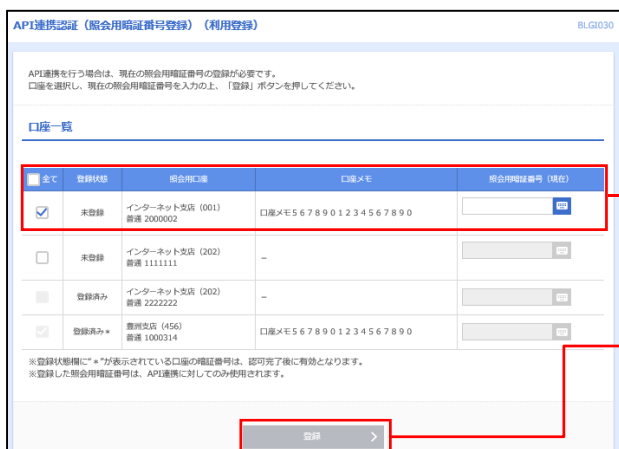 API連携認証（照会用暗証番号登録）（利用登録）
BLGI030
API連携を行う場合は、現在の照会用暗証番号の登録が必要です。
口座を選択し、現在の照会用暗証番号を入力の上、「登録」ボタンを押してください。
口座一覧
全て 登録状態 照会用口座 口座メモ 照会用暗証番号（現在）
未登録 インターネット支店（001） 口座メモ５６７８９０１２３４５６７８９０
普通 2000002
未登録 インターネット支店（202） －
普通 1111111
登録済み インターネット支店（202） －
普通 2222222
登録済み＊ 豊洲支店（456） 口座メモ５６７８９０１２３４５６７８９０
普通 1000314
※登録状態欄に"＊"が表示されている口座の暗証番号は、認可完了後に有効となります。
※登録した照会用暗証番号は、API連携に対してのみ使用されます。
登録